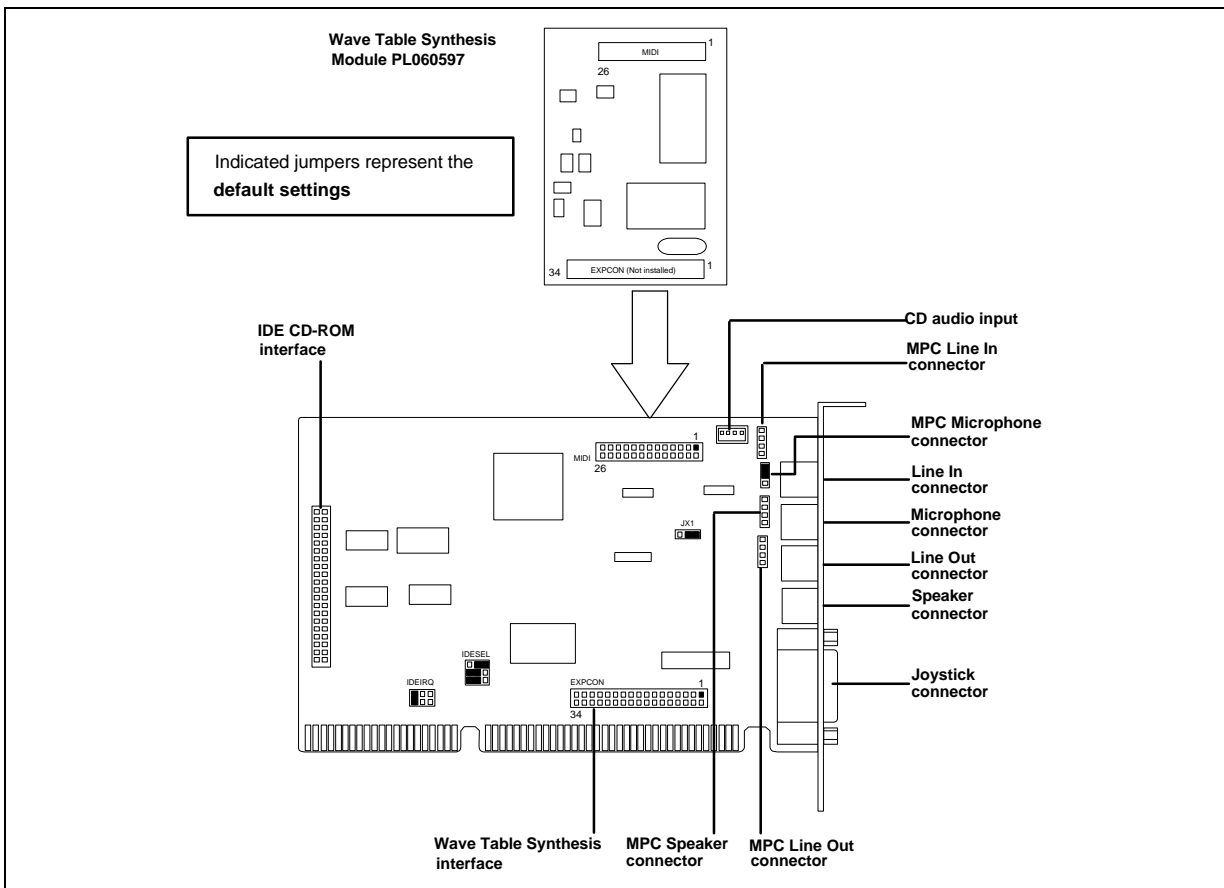 Wave Table Synthesis
Module PL060597
1
MIDI
26
Indicated jumpers represent the
default settings
34
EXPCON (Not installed)
1
IDE CD-ROM
interface
CD audio input
MPC Line In
connector
MPC Microphone
connector
Line In
connector
Microphone
connector
Line Out
connector
Speaker
connector
Joystick
connector
1
MIDI
26
JX1
IDESEL
IDEIRQ
EXPCON
1
34
Wave Table Synthesis
interface
MPC Speaker
connector
MPC Line Out
connector